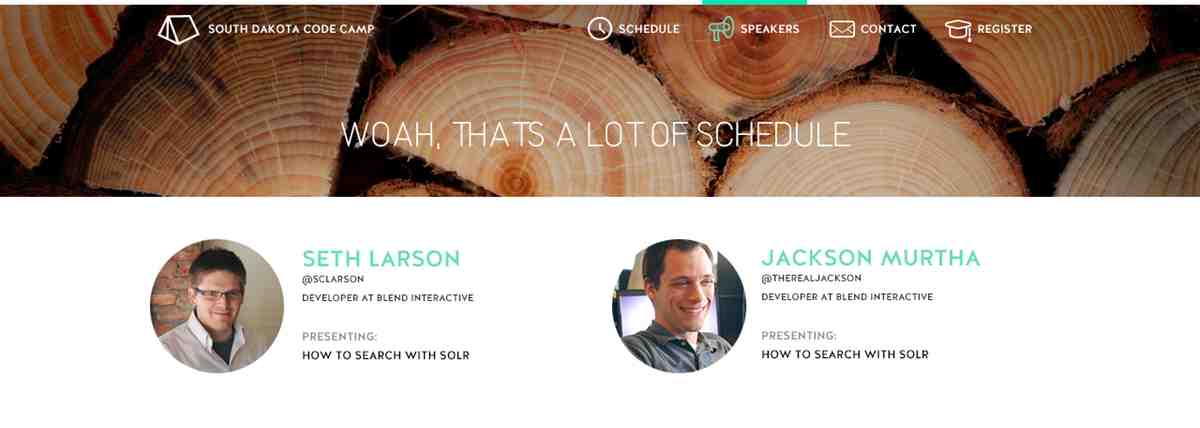 SOUTH DAKOTA CODE CAMP
SCHEDULE
SPEAKERS
CONTACT
REGISTER
WOAH, THATS A LOT OF SCHEDULE
SETH LARSON
@SCLARSON
DEVELOPER AT BLEND INTERACTIVE
PRESENTING:
HOW TO SEARCH WITH SOLR
JACKSON MURTHA
@THEREALJACKSON
DEVELOPER AT BLEND INTERACTIVE
PRESENTING:
HOW TO SEARCH WITH SOLR